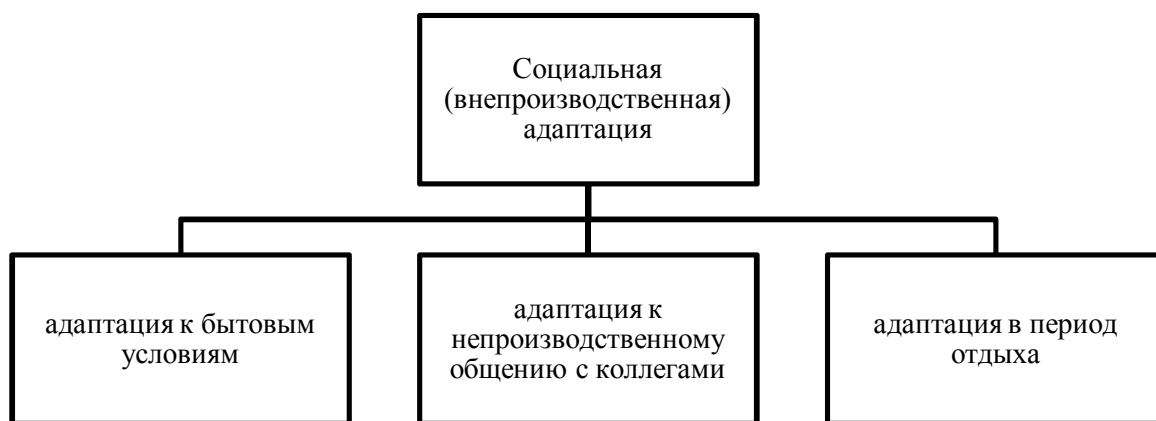 Социальная
(внепроизводственная)
адаптация
адаптация к бытовым
условиям
адаптация к
непроизводственному
общению с коллегами
адаптация в период
отдыха